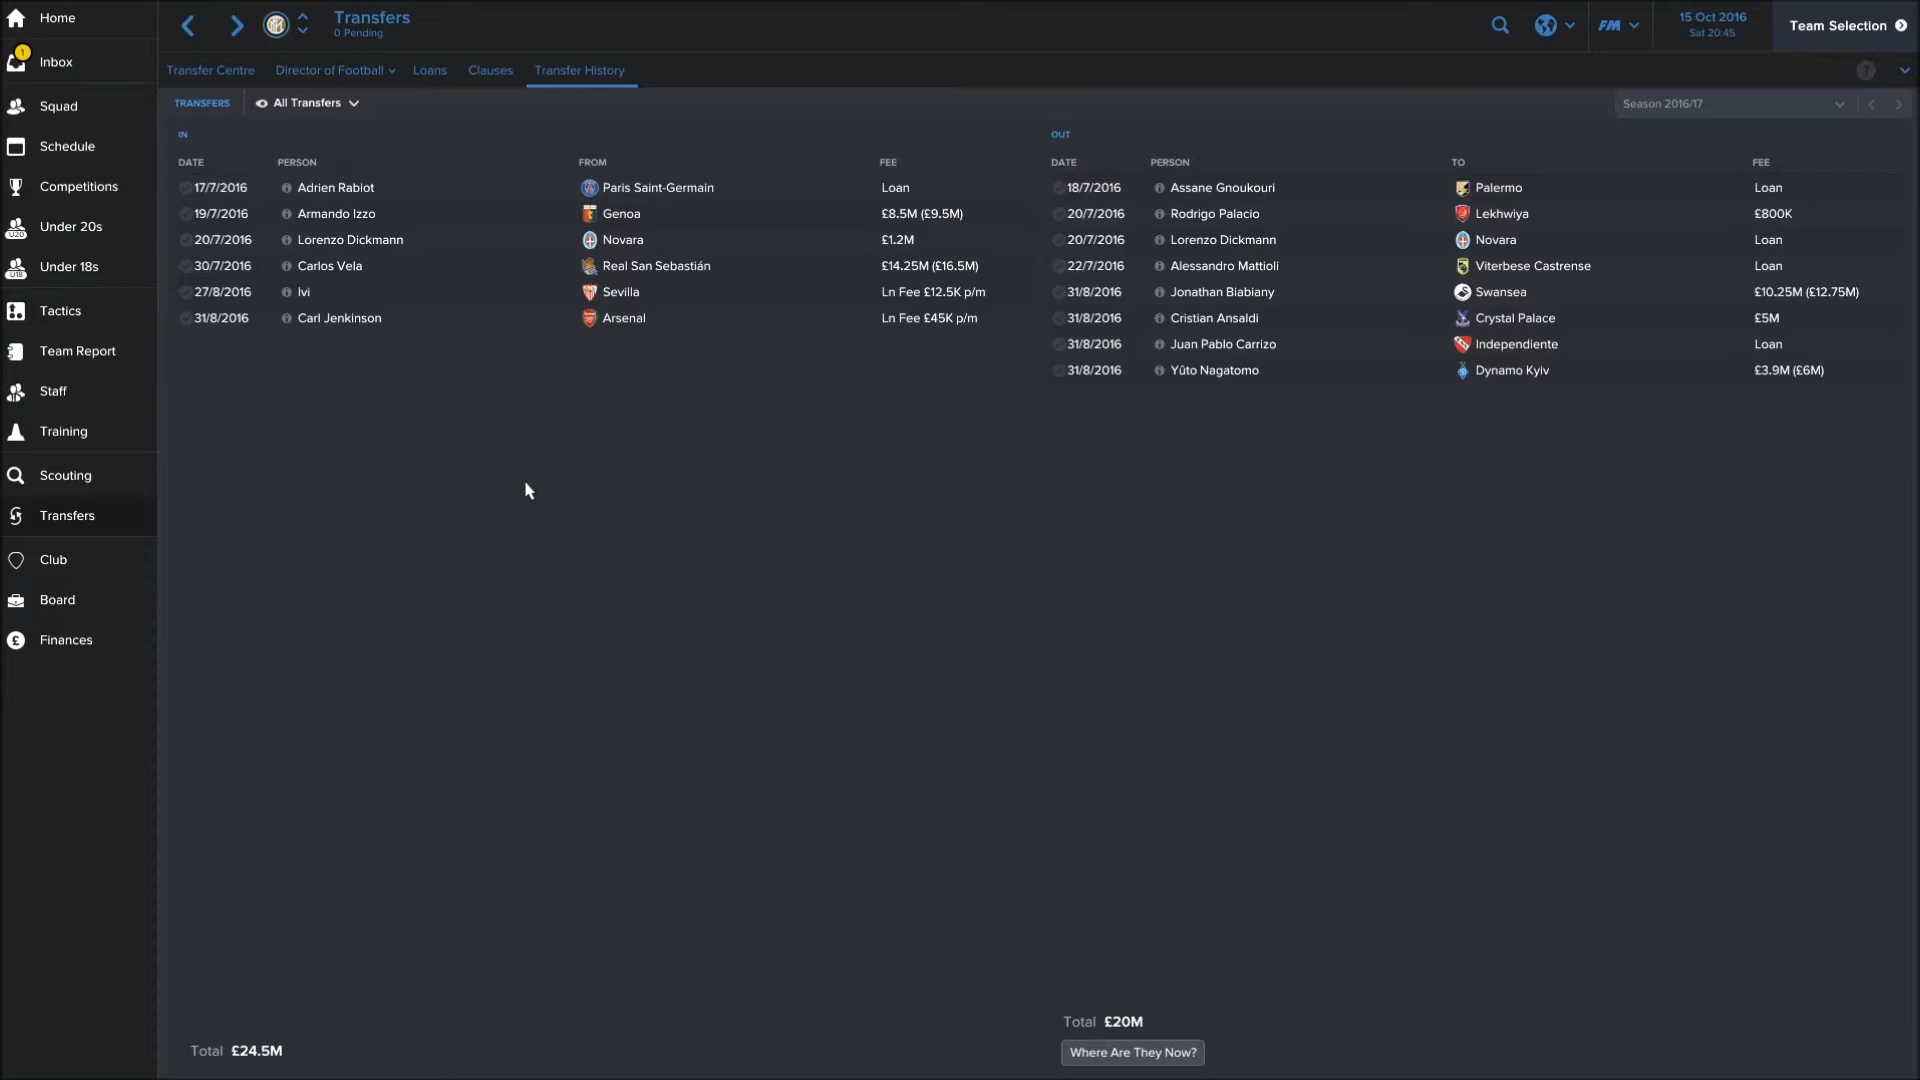 Home
1
Inbox
Squad
Schedule
Competitions
U20
Under 20s
U18
Under 18s
Tactics
Team Report
Staff
Training
Scouting
Transfers
Club
Board
£ Finances
Transfers
0 Pending
FM
15 Oct 2016
Sat 20:45
Team Selection
Transfer Centre Director of Football Loans Clauses Transfer History
TRANSFERS All Transfers Season 2016/17
IN
DATE PERSON FROM FEE
17/7/2016 Adrien Rabiot Paris Saint-Germain Loan
19/7/2016 Armando Izzo Genoa £8.5M (£9.5M)
20/7/2016 Lorenzo Dickmann Novara £1.2M
30/7/2016 Carlos Vela Real San Sebastián £14.25M (£16.5M)
27/8/2016 Ivi Sevilla Ln Fee £12.5K p/m
31/8/2016 Carl Jenkinson Arsenal Ln Fee £45K p/m
Total £24.5M
OUT
DATE PERSON TO FEE
18/7/2016 Assane Gnoukouri Palermo Loan
20/7/2016 Rodrigo Palacio Lekhwiya £800K
20/7/2016 Lorenzo Dickmann Novara Loan
22/7/2016 Alessandro Mattioli Viterbese Castrense Loan
31/8/2016 Jonathan Biabiany Swansea £10.25M (£12.75M)
31/8/2016 Cristian Ansaldi Crystal Palace £5M
31/8/2016 Juan Pablo Carrizo Independiente Loan
31/8/2016 Yûto Nagatomo Dynamo Kyiv £3.9M (£6M)
Total £20M
Where Are They Now?